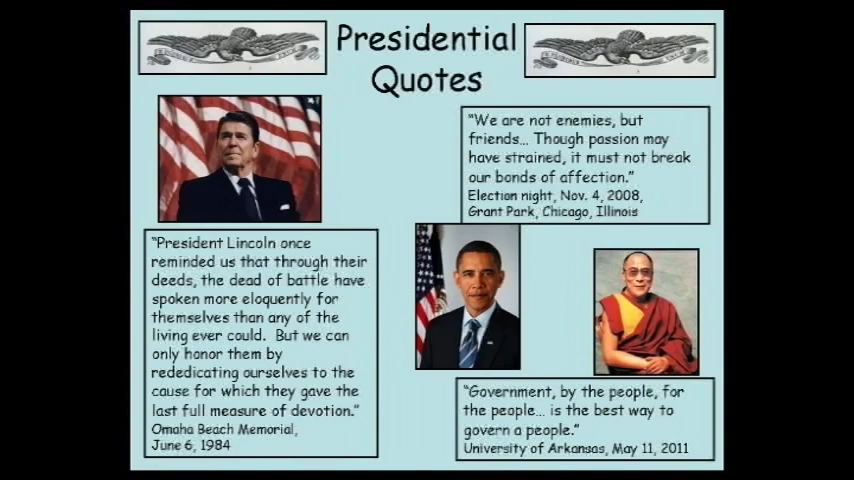 Presidential
Quotes
"We are not enemies, but
friends... Though passion may
have strained, it must not break
our bonds of affection."
Election night, Nov. 4, 2008,
Grant Park, Chicago, Illinois
"President Lincoln once
reminded us that through their
deeds, the dead of battle have
spoken more eloquently for
themselves than any of the
living ever could.  But we can
only honor them by
rededicating ourselves to the
cause for which they gave the
last full measure of devotion."
Omaha Beach Memorial,
June 6, 1984
"Government, by the people, for
the people... is the best way to
govern a people."
University of Arkansas, May 11, 2011